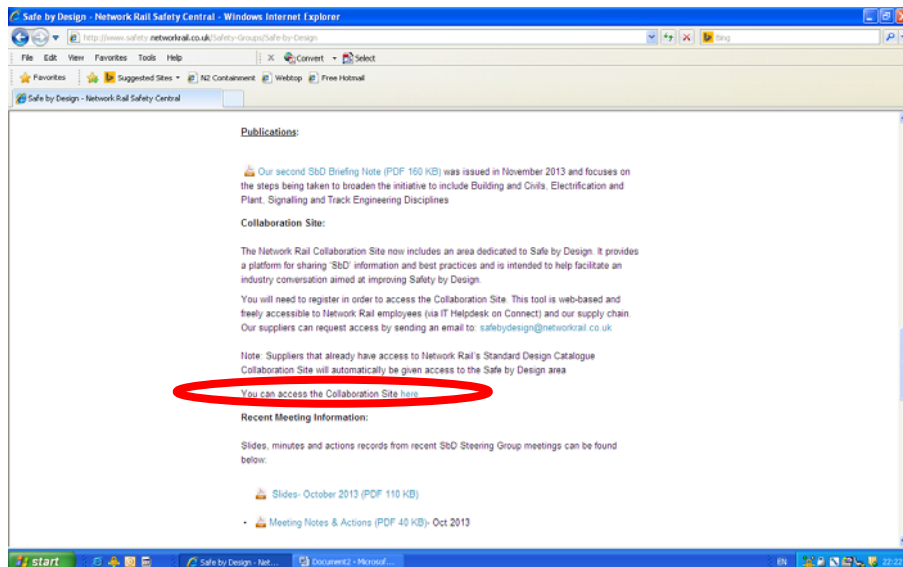 Safe by Design - Network Rail Safety Central - Windows Internet Explorer
http://www.safety.networkrail.co.uk/Safety-Groups/Safe-by-Design
Bing
File Edit View Favorites Tools Help
Convert
Select
Favorites
Suggested Sites
N2 Containment
Webtop
Free Hotmail
Safe by Design - Network Rail Safety Central
Publications:
Our second SbD Briefing Note (PDF 160 KB) was issued in November 2013 and focuses on
the steps being taken to broaden the initiative to include Building and Civils, Electrification and
Plant, Signalling and Track Engineering Disciplines
Collaboration Site:
The Network Rail Collaboration Site now includes an area dedicated to Safe by Design. It provides
a platform for sharing 'SbD' information and best practices and is intended to help facilitate an
industry conversation aimed at improving Safety by Design.
You will need to register in order to access the Collaboration Site. This tool is web-based and
freely accessible to Network Rail employees (via IT Helpdesk on Connect) and our supply chain.
Our suppliers can request access by sending an email to: safebydesign@networkrail.co.uk
Note: Suppliers that already have access to Network Rail's Standard Design Catalogue
Collaboration Site will automatically be given access to the Safe by Design area
You can access the Collaboration Site here
Recent Meeting Information:
Slides, minutes and actions records from recent SbD Steering Group meetings can be found
below:
Slides- October 2013 (PDF 110 KB)
• Meeting Notes & Actions (PDF 40 KB)- Oct 2013
start
Safe by Design - Net...
Document2 - Microsof...
EN
22:22